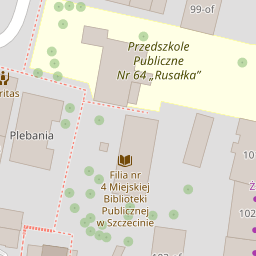 99-of
Przedszkole
Publiczne
Nr 64 „Rusałka”
ritas
Plebania
Filia nr
4 Miejskiej
Biblioteki
Publicznej
w Szczecinie